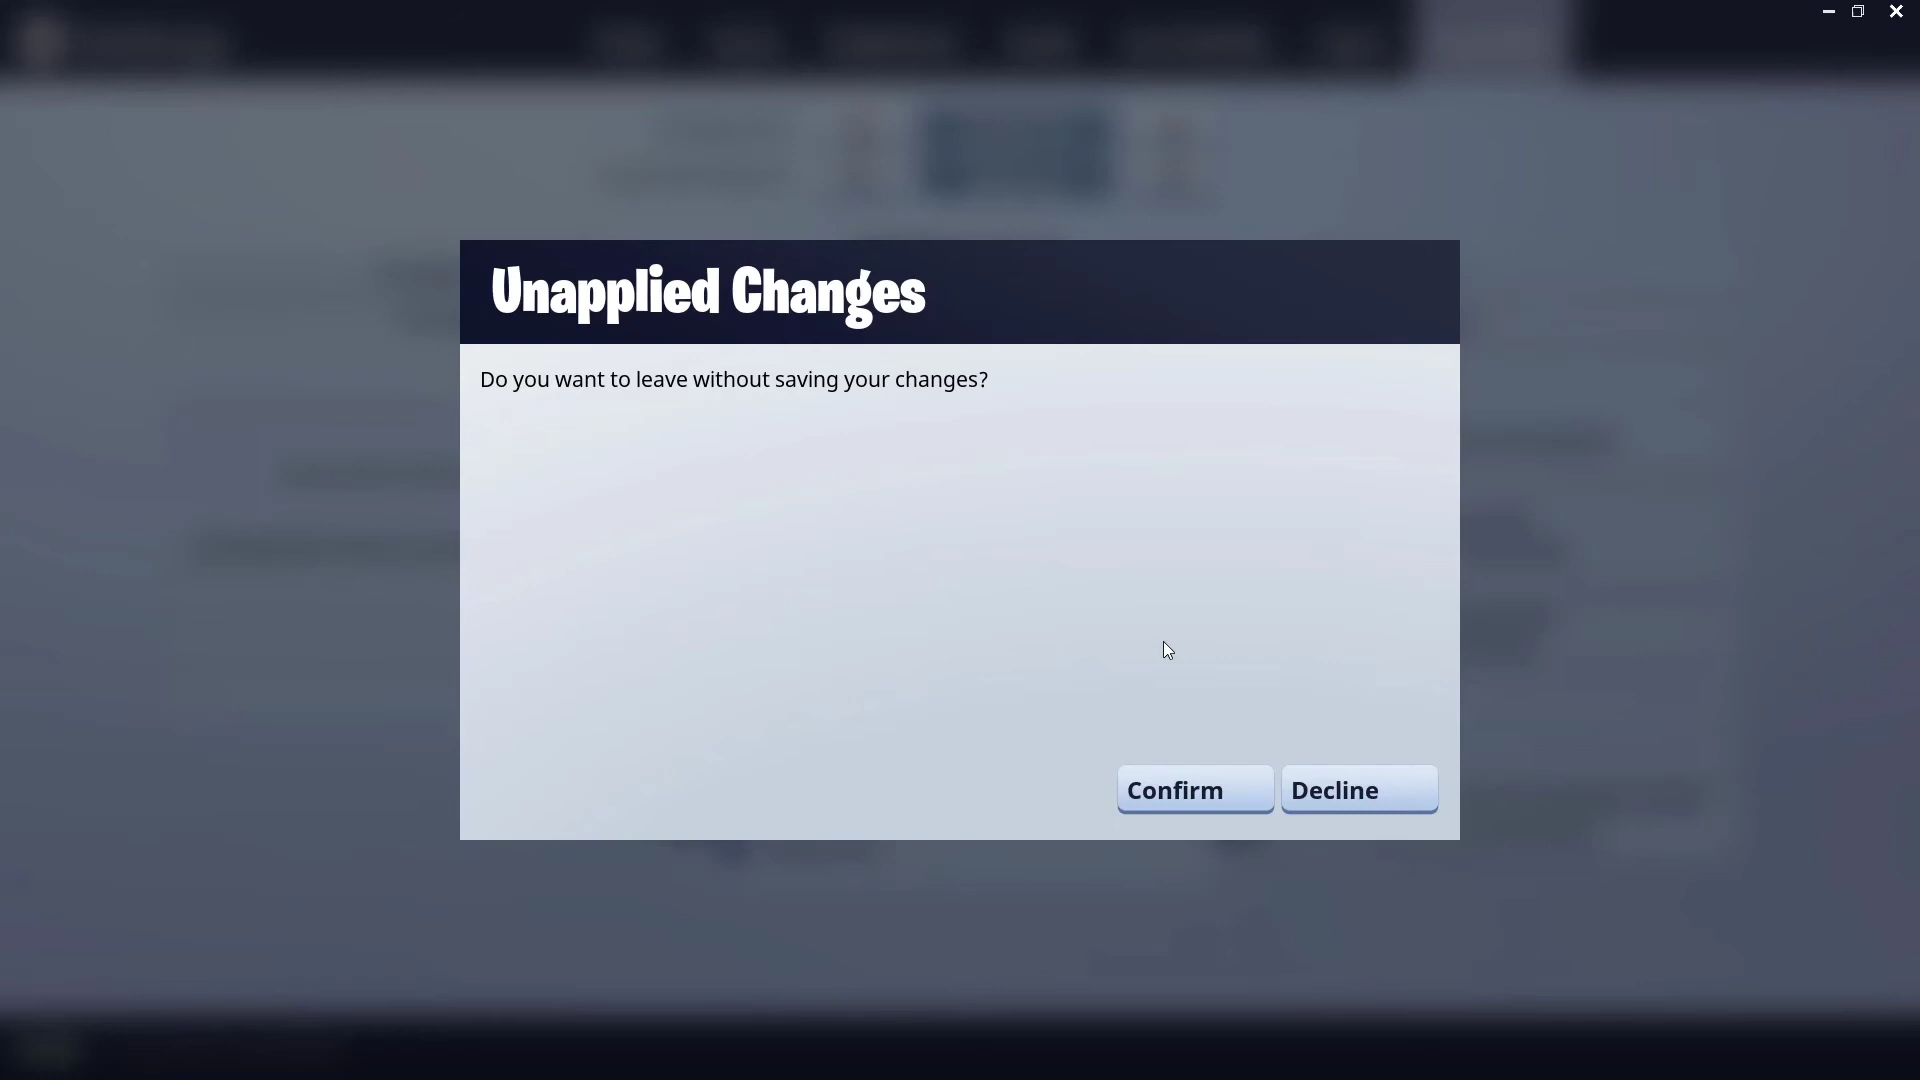 Unapplied Changes
Do you want to leave without saving your changes?
Confirm
Decline